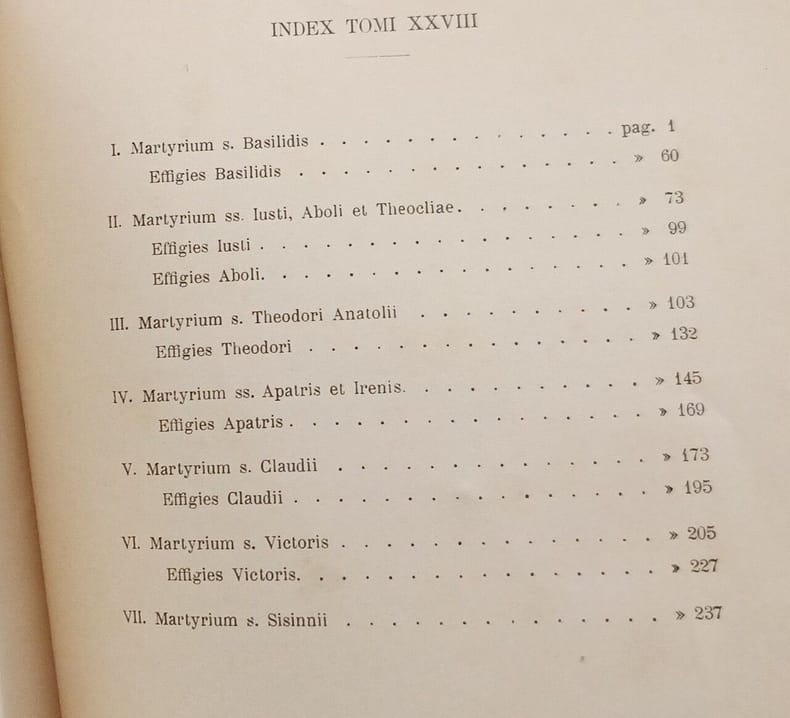 INDEX TOMI XXVIII
I. Martyrium s. Basilidis . . . . . . . . . . . . . . pag. 1
Effigies Basilidis . . . . . . . . . . . . . . . » 60
II. Martyrium ss. Iusti, Aboli et Theocliae . . . . . . . . » 73
Effigies Iusti . . . . . . . . . . . . . . . . . » 99
Effigies Aboli . . . . . . . . . . . . . . . . . » 101
III. Martyrium s. Theodori Anatolii . . . . . . . . . . » 103
Effigies Theodori . . . . . . . . . . . . . . . » 132
IV. Martyrium ss. Apatris et Irenis . . . . . . . . . . » 145
Effigies Apatris . . . . . . . . . . . . . . . . » 169
V. Martyrium s. Claudii . . . . . . . . . . . . . . » 173
Effigies Claudii . . . . . . . . . . . . . . . . » 195
VI. Martyrium s. Victoris . . . . . . . . . . . . . . » 205
Effigies Victoris . . . . . . . . . . . . . . . » 227
VII. Martyrium s. Sisinnii . . . . . . . . . . . . . . » 237